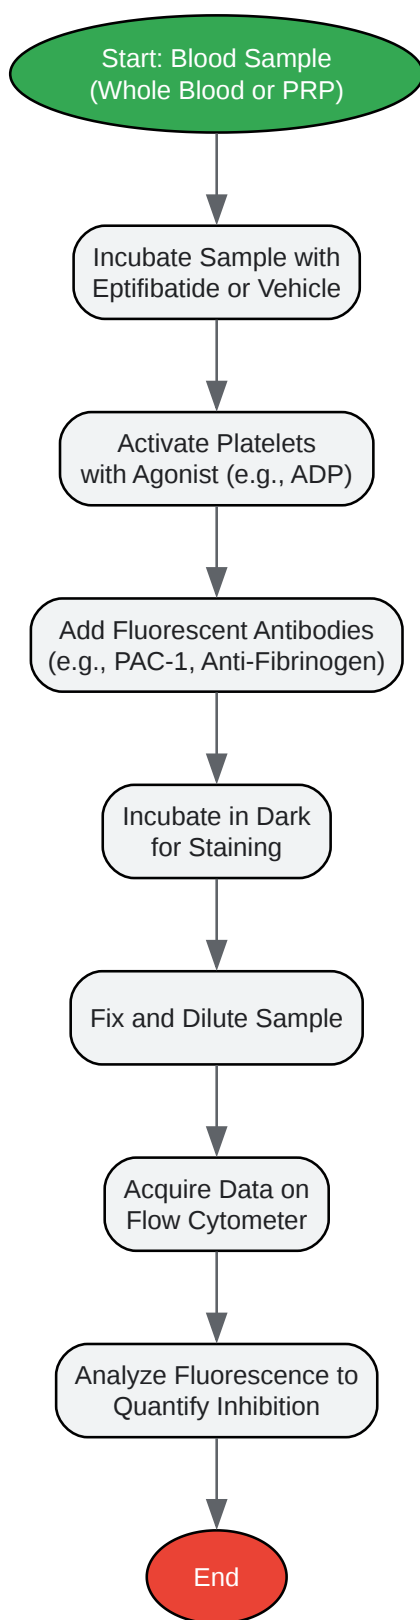 Start: Blood Sample
(Whole Blood or PRP)
Incubate Sample with
Eptifibatide or Vehicle
Activate Platelets
with Agonist (e.g., ADP)
Add Fluorescent Antibodies
(e.g., PAC-1, Anti-Fibrinogen)
Incubate in Dark
for Staining
Fix and Dilute Sample
Acquire Data on
Flow Cytometer
Analyze Fluorescence to
Quantify Inhibition
End